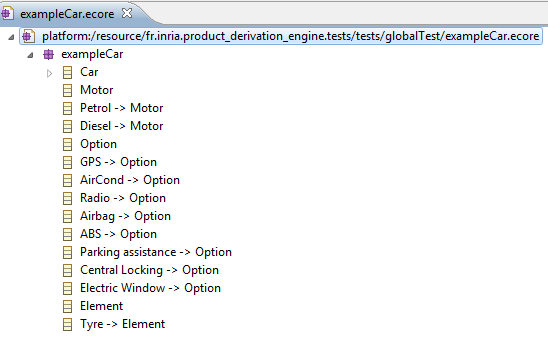 exampleCar.ecore
platform:/resource/fr.inria.product_derivation_engine.tests/tests/globalTest/exampleCar.ecore
exampleCar
Car
Motor
Petrol -> Motor
Diesel -> Motor
Option
GPS -> Option
AirCond -> Option
Radio -> Option
Airbag -> Option
ABS -> Option
Parking assistance -> Option
Central Locking -> Option
Electric Window -> Option
Element
Tyre -> Element